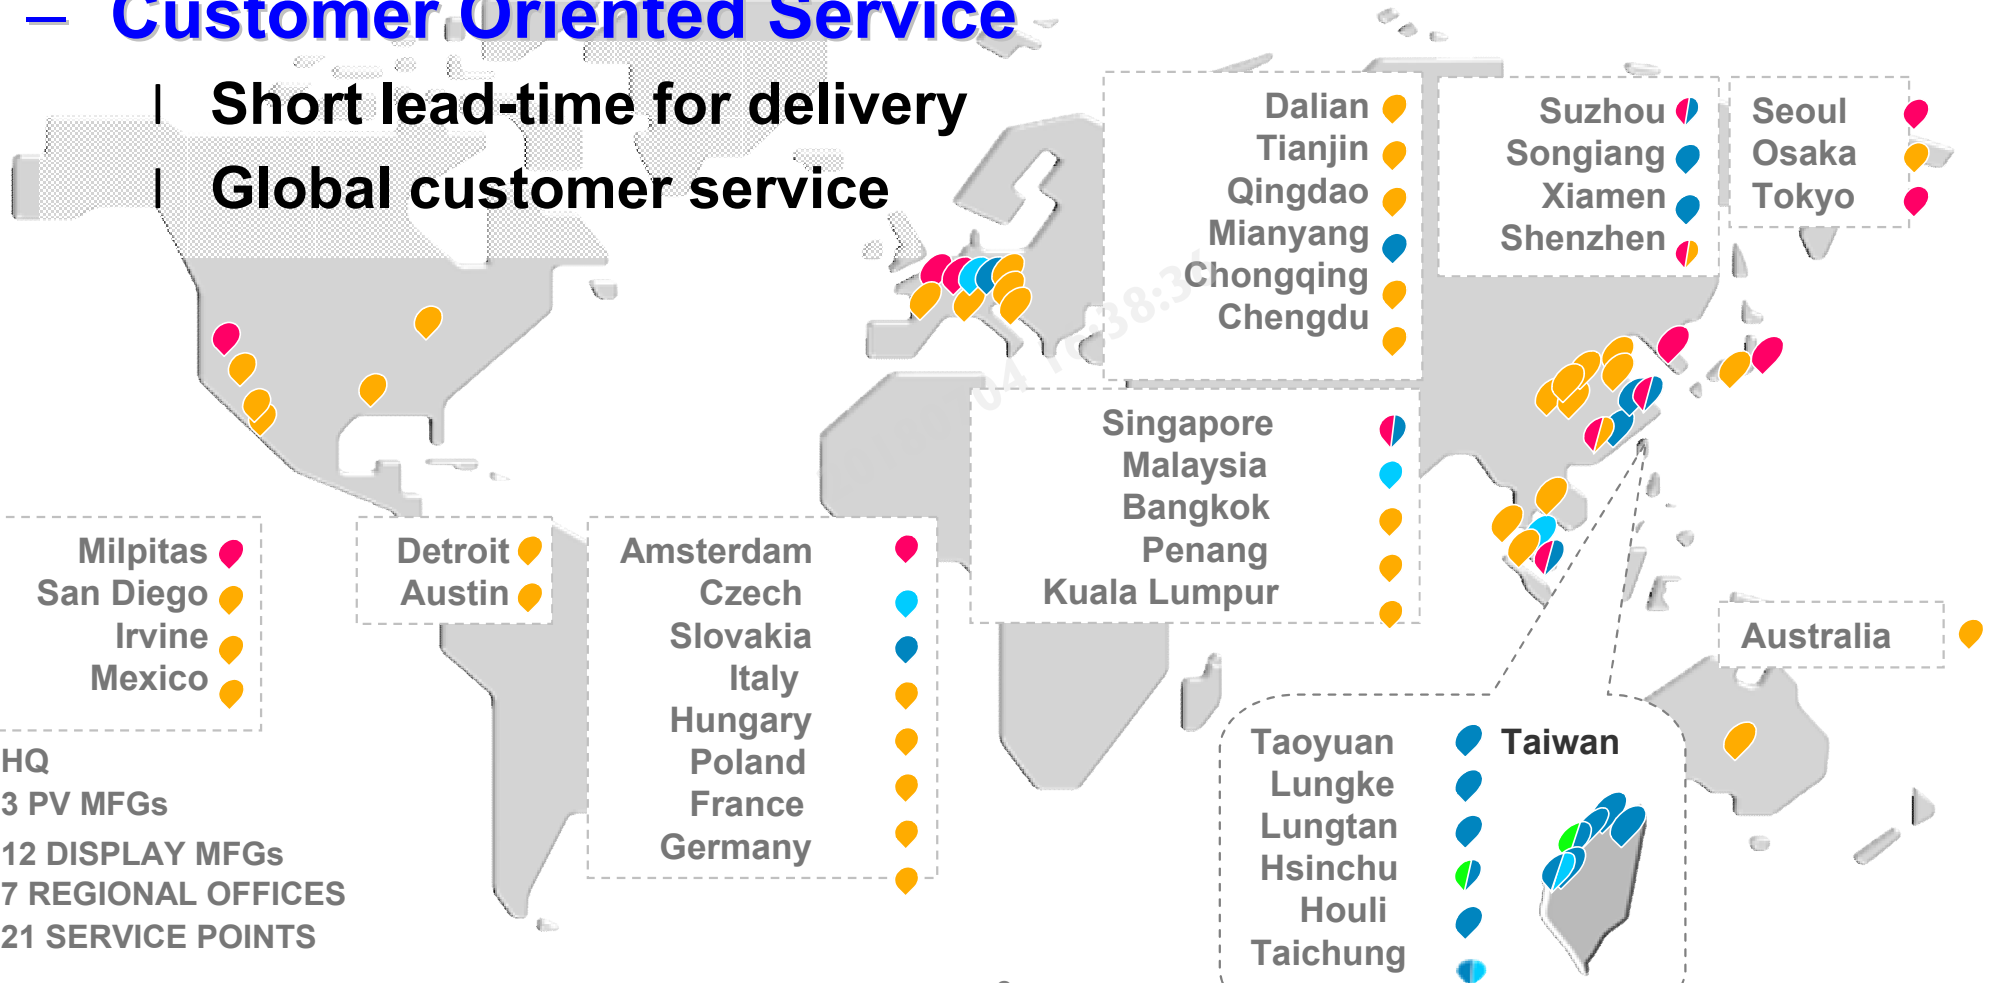 – Customer Oriented Service
l Short lead-time for delivery
l Global customer service
Dalian
Tianjin
Qingdao
Mianyang
Chongqing
Chengdu
Suzhou
Songiang
Xiamen
Shenzhen
Seoul
Osaka
Tokyo
Singapore
Malaysia
Bangkok
Penang
Kuala Lumpur
Milpitas
San Diego
Irvine
Mexico
Detroit
Austin
Amsterdam
Czech
Slovakia
Italy
Hungary
Poland
France
Germany
Australia
HQ
3 PV MFGs
12 DISPLAY MFGs
7 REGIONAL OFFICES
21 SERVICE POINTS
Taiwan
Taoyuan
Lungke
Lungtan
Hsinchu
Houli
Taichung